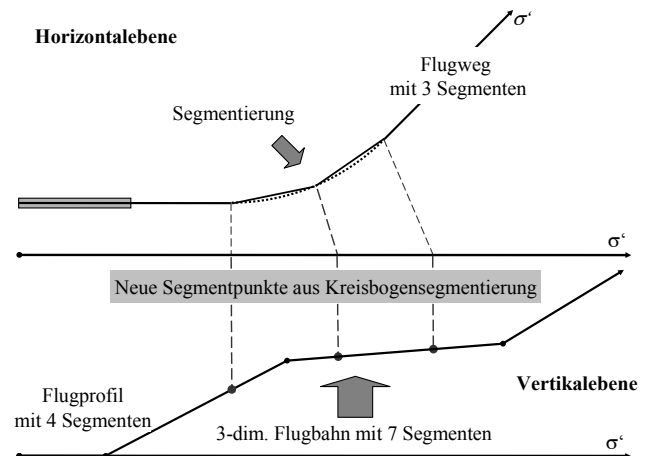 σ‘
Horizontalebene
Flugweg
mit 3 Segmenten
Segmentierung
σ‘
Neue Segmentpunkte aus Kreisbogensegmentierung
Flugprofil
mit 4 Segmenten
Vertikalebene
3-dim. Flugbahn mit 7 Segmenten
σ‘